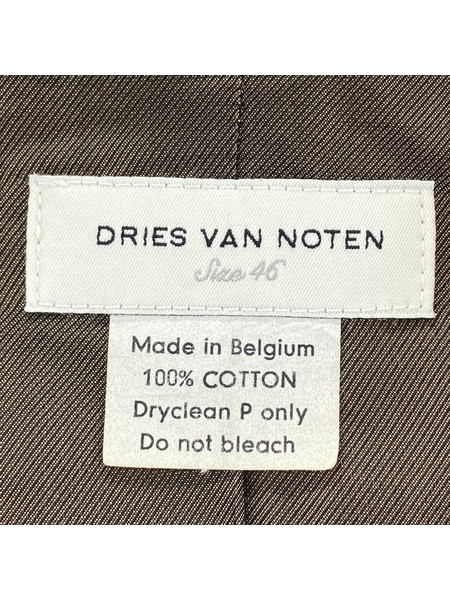 DRIES VAN NOTEN
Size 46
Made in Belgium
100% COTTON
Dryclean P only
Do not bleach